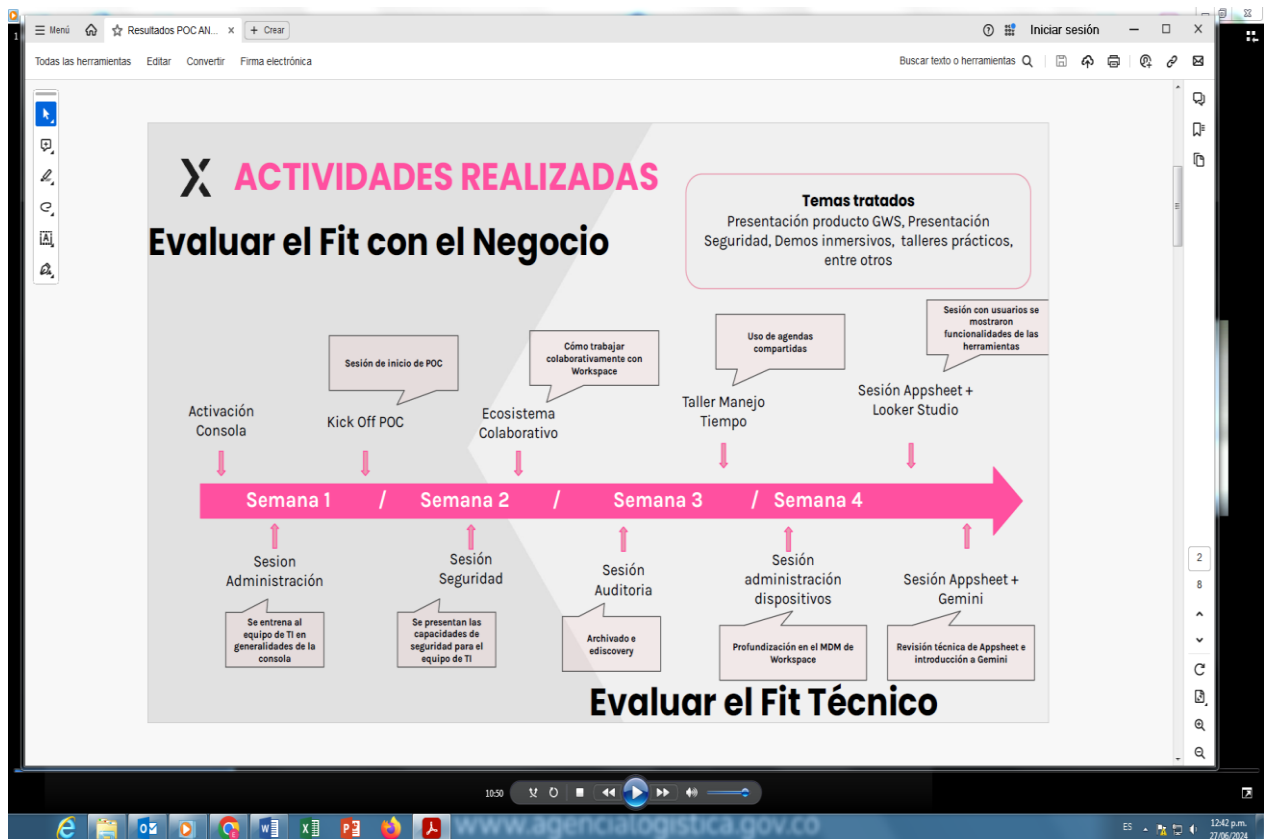 Menú
Resultados POC AN... x
+ Crear
Iniciar sesión
Todas las herramientas Editar Convertir Firma electrónica
Buscar texto o herramientas
X ACTIVIDADES REALIZADAS
Evaluar el Fit con el Negocio
Temas tratados
Presentación producto GWS, Presentación
Seguridad, Demos inmersivos, talleres prácticos,
entre otros
Sesión de inicio de POC
Cómo trabajar
colaborativamente con
Workspace
Uso de agendas
compartidas
Sesión con usuarios se
mostraron
funcionalidades de las
herramientas
Activación
Consola
Kick Off POC
Ecosistema
Colaborativo
Taller Manejo
Tiempo
Sesión Appsheet +
Looker Studio
Semana 1 / Semana 2 / Semana 3 / Semana 4
Sesion
Administración
Sesión
Seguridad
Sesión
Auditoria
Sesión
administración
dispositivos
Sesión Appsheet +
Gemini
Se entrena al
equipo de TI en
generalidades de la
consola
Se presentan las
capacidades de
seguridad para el
equipo de TI
Archivado e
ediscovery
Profundización en el MDM de
Workspace
Revisión técnica de Appsheet e
introducción a Gemini
Evaluar el Fit Técnico
2
8
10:50
www.agencialogistica.gov.co
ES
12:42 p.m.
27/06/2024